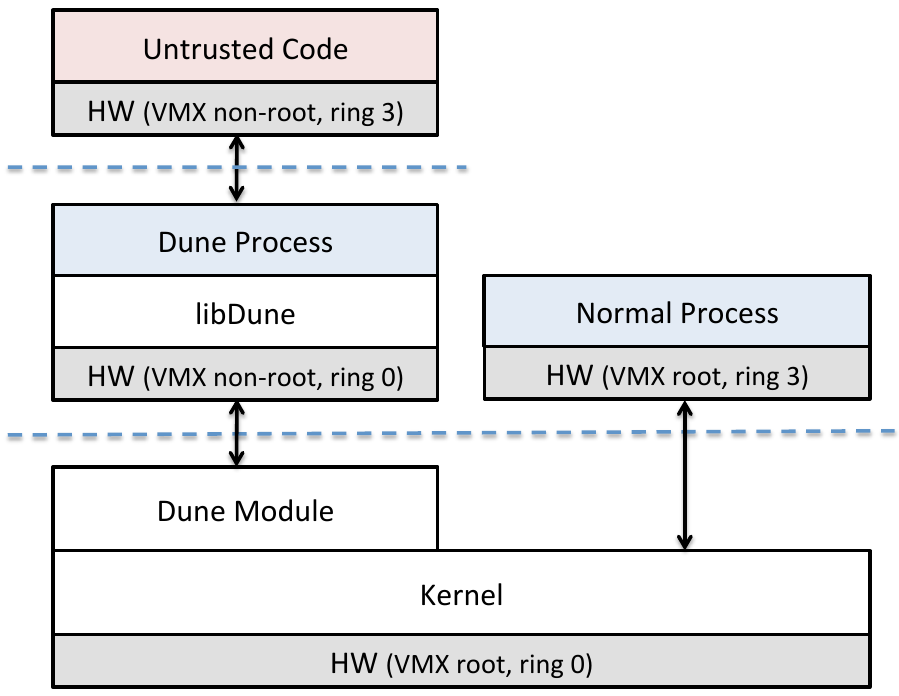 Untrusted Code
HW (VMX non-root, ring 3)
Dune Process
libDune
HW (VMX non-root, ring 0)
Normal Process
HW (VMX root, ring 3)
Dune Module
Kernel
HW (VMX root, ring 0)